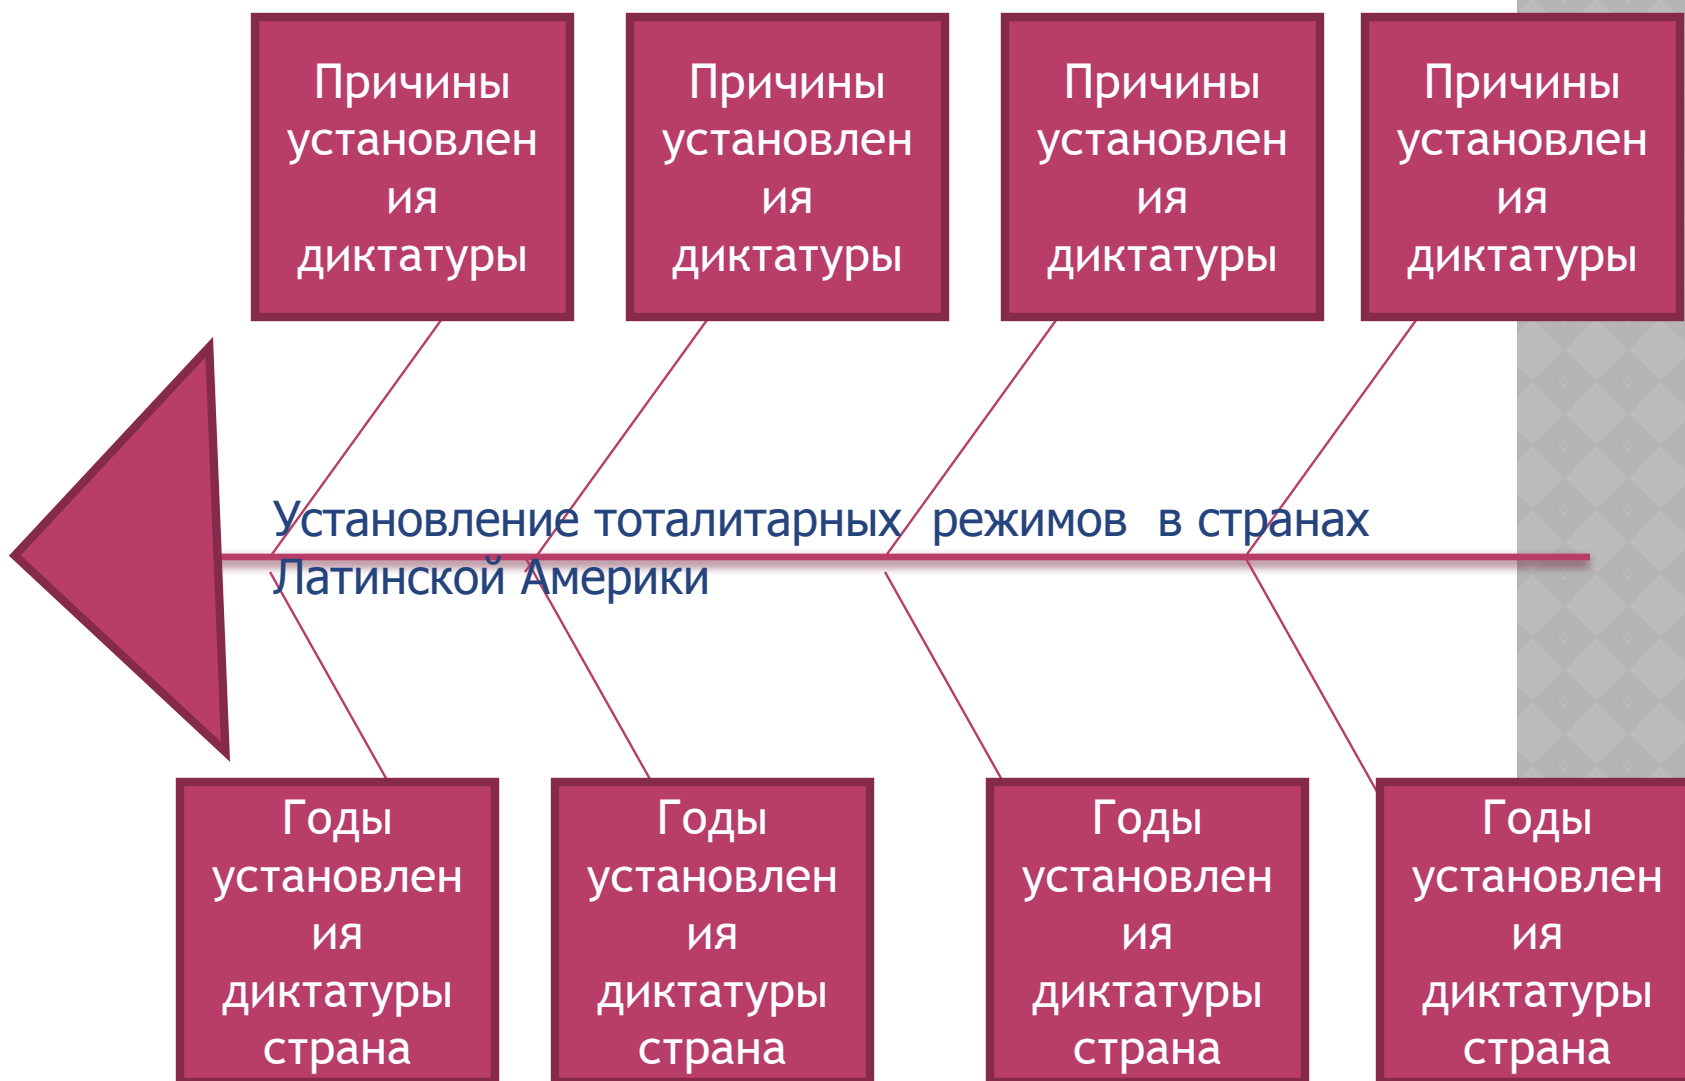 Причины
установлен
ия
диктатуры
Причины
установлен
ия
диктатуры
Причины
установлен
ия
диктатуры
Причины
установлен
ия
диктатуры
Установление тоталитарных  режимов  в странах
Латинской Америки
Годы
установлен
ия
диктатуры
страна
Годы
установлен
ия
диктатуры
страна
Годы
установлен
ия
диктатуры
страна
Годы
установлен
ия
диктатуры
страна